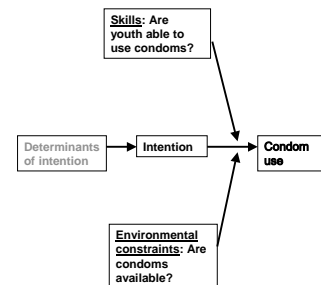 Skills: Are
youth able to
use condoms?
Determinants
of intention
Intention
Condom
use
Environmental
constraints: Are
condoms
available?